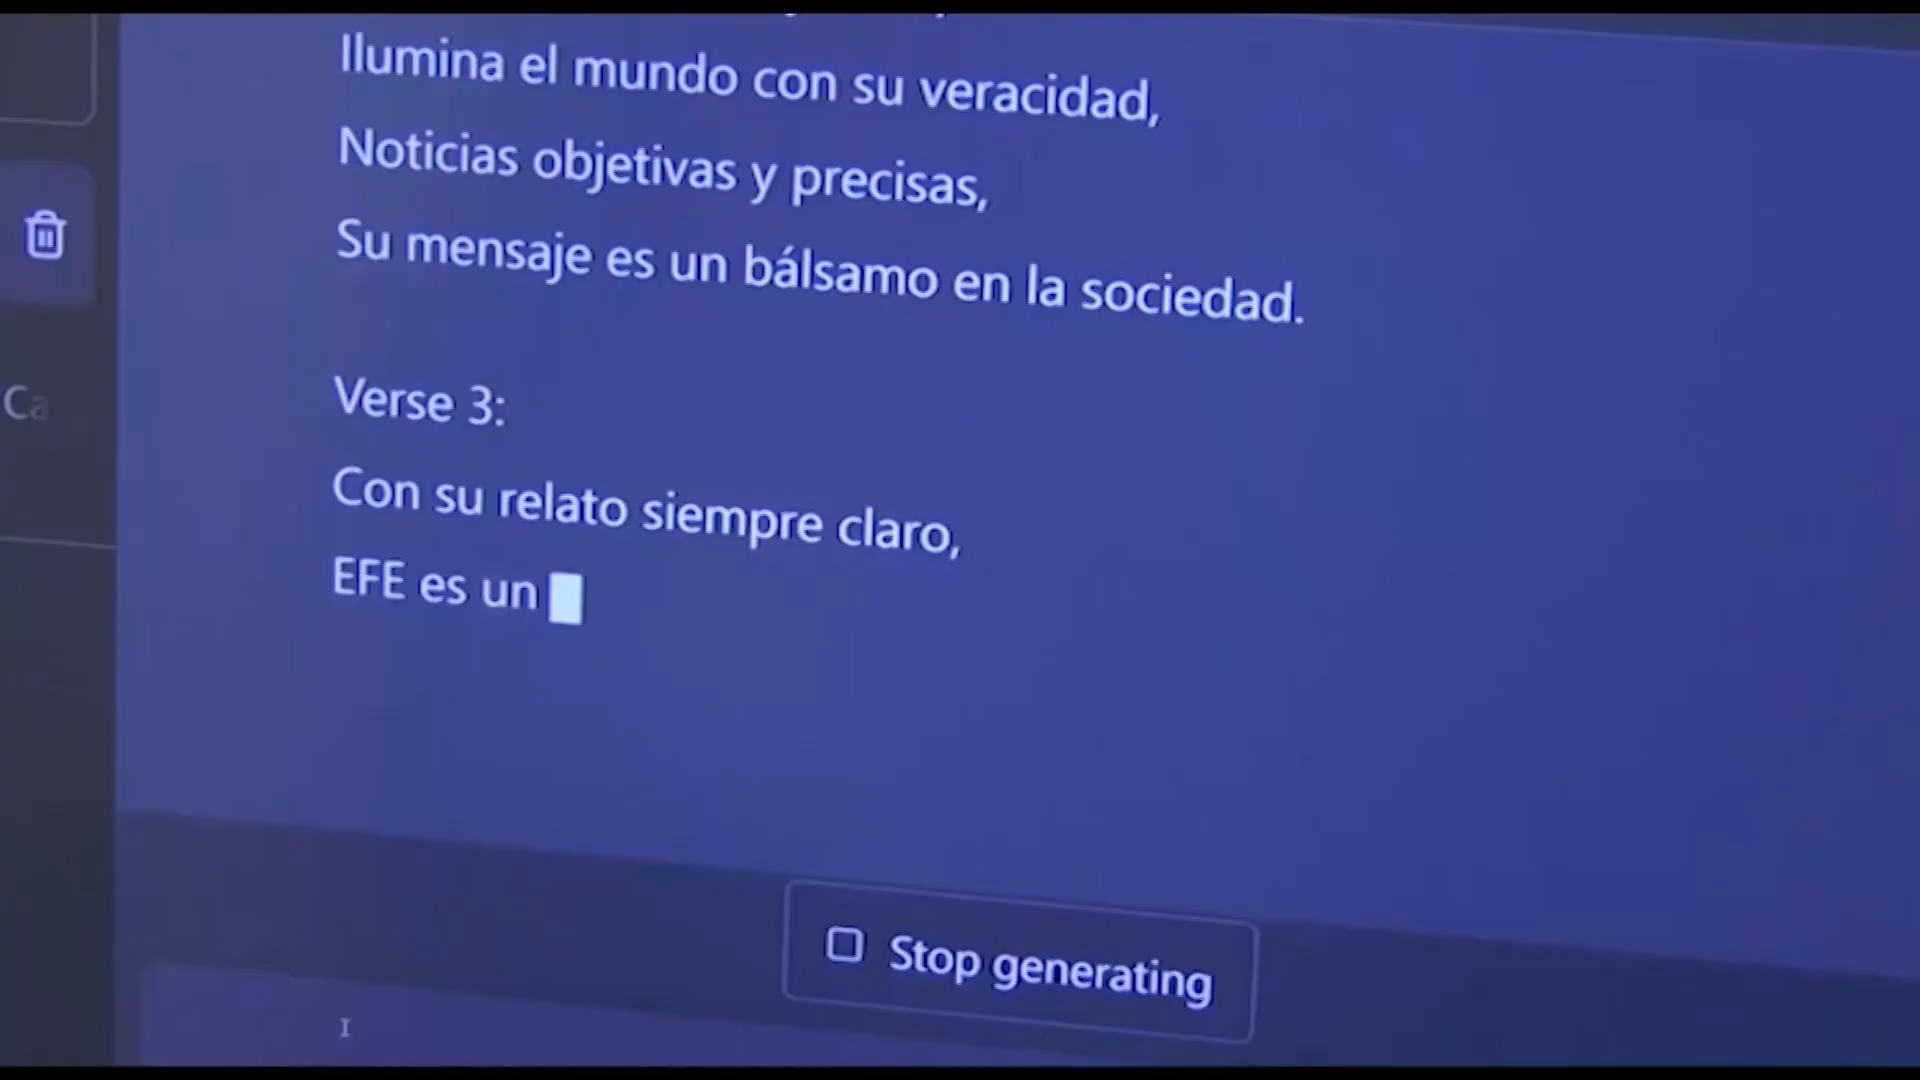 Ilumina el mundo con su veracidad,
Noticias objetivas y precisas,
Su mensaje es un bálsamo en la sociedad.
Verse 3:
Con su relato siempre claro,
EFE es un
Ca
Stop generating